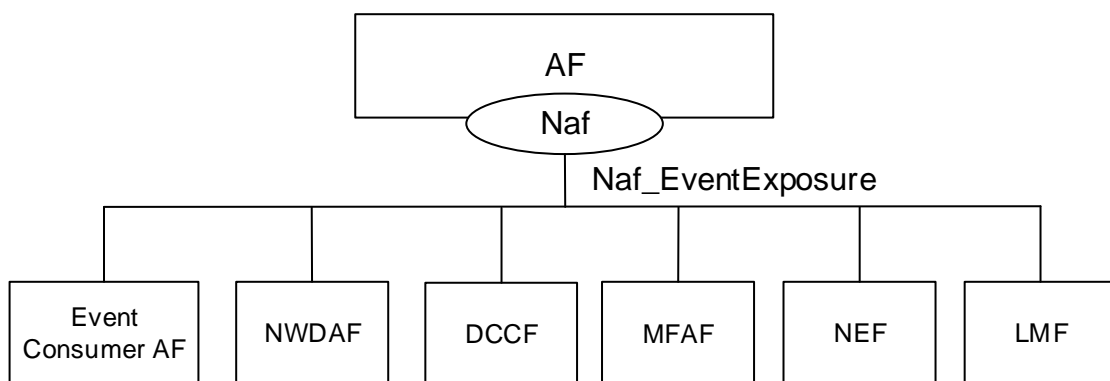 AF
Naf
Naf_EventExposure
Event
Consumer AF
NWDAF
DCCF
MFAF
NEF
LMF